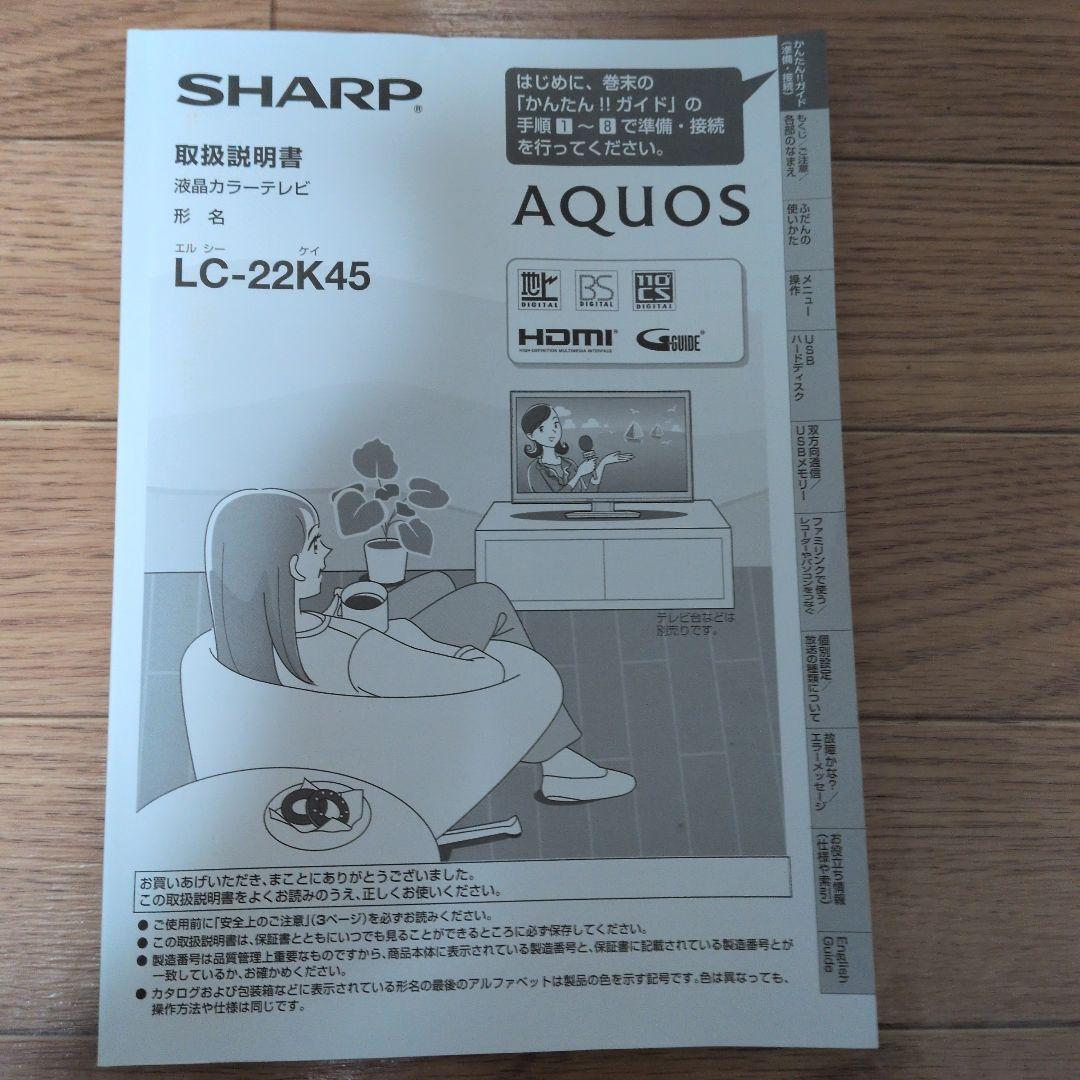 SHARP®
取扱説明書
液晶カラーテレビ
形 名
エル シー ケイ
LC-22K45
はじめに、巻末の
「かんたん!!ガイド」の
手順1～8で準備・接続
を行ってください。
AQUOS
地上 DIGITAL
BS DIGITAL
110°CS DIGITAL
HDMI®
HIGH-DEFINITION MULTIMEDIA INTERFACE
G-GUIDE®
テレビ台などは
別売りです。
お買いあげいただき、まことにありがとうございました。
この取扱説明書をよくお読みのうえ、正しくお使いください。
● ご使用前に「安全上のご注意」(3ページ)を必ずお読みください。
● この取扱説明書は、保証書とともにいつでも見ることができるところに必ず保存してください。
● 製造番号は品質管理上重要なものですから、商品本体に表示されている製造番号と、保証書に記載されている製造番号とが
一致しているか、お確かめください。
● カタログおよび包装箱などに表示されている形名の最後のアルファベットは製品の色を示す記号です。色は異なっても、
操作方法や仕様は同じです。
かんたん!!ガイド
(準備・接続)
もくじ/ご注意/
各部のなまえ
ふだんの
使いかた
メニュー
操作
USB
ハードディスク
双方向通信/
USBメモリー
ファミリンクで使う/
レコーダーやパソコンをつなぐ
個別設定/
放送の種類について
故障かな?/
エラーメッセージ
お役立ち情報
(仕様や索引)
English
Guide